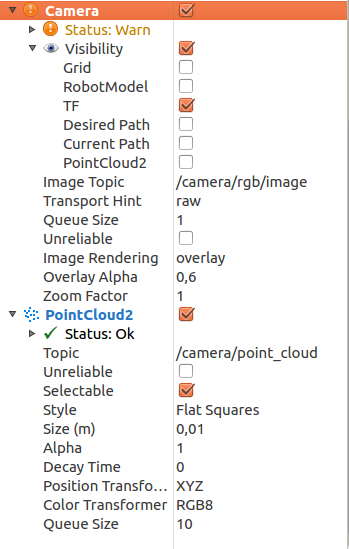 Camera
Status: Warn
Visibility
Grid
RobotModel
TF
Desired Path
Current Path
PointCloud2
Image Topic /camera/rgb/image
Transport Hint raw
Queue Size 1
Unreliable
Image Rendering overlay
Overlay Alpha 0,6
Zoom Factor 1
PointCloud2
Status: Ok
Topic /camera/point_cloud
Unreliable
Selectable
Style Flat Squares
Size (m) 0,01
Alpha 1
Decay Time 0
Position Transfo... XYZ
Color Transformer RGB8
Queue Size 10